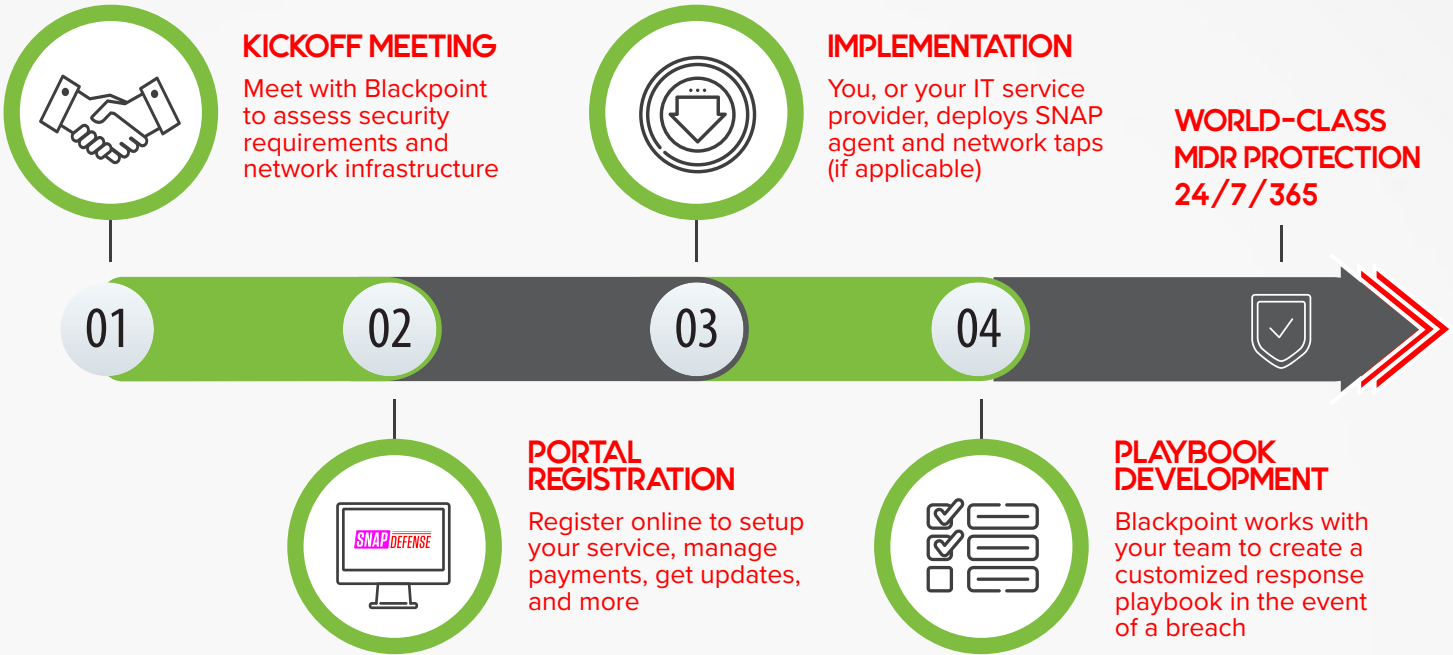 KICKOFF MEETING
Meet with Blackpoint
to assess security
requirements and
network infrastructure
IMPLEMENTATION
You, or your IT service
provider, deploys SNAP
agent and network taps
(if applicable)
WORLD-CLASS
MDR PROTECTION
24/7/365
01
02
03
04
SNAP DEFENSE
PORTAL
REGISTRATION
Register online to setup
your service, manage
payments, get updates,
and more
PLAYBOOK
DEVELOPMENT
Blackpoint works with
your team to create a
customized response
playbook in the event
of a breach